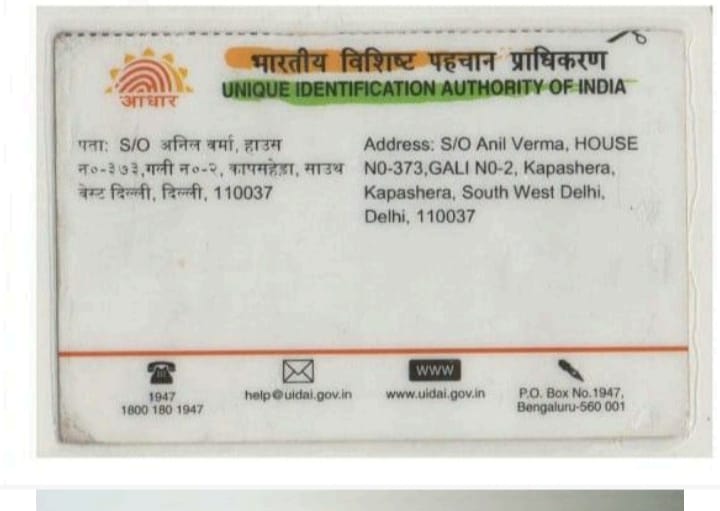 भारतीय विशिष्ट पहचान प्राधिकरण
UNIQUE IDENTIFICATION AUTHORITY OF INDIA
आधार
पता: S/O अनिल वर्मा, हाउस
न०-३७३,गली न०-२, कापसहेडा, साउथ
वेस्ट दिल्ली, दिल्ली, 110037
Address: S/O Anil Verma, HOUSE
N0-373,GALI N0-2, Kapashera,
Kapashera, South West Delhi,
Delhi, 110037
1947
1800 180 1947
help@uidai.gov.in
www
www.uidai.gov.in
P.O. Box No.1947,
Bengaluru-560 001